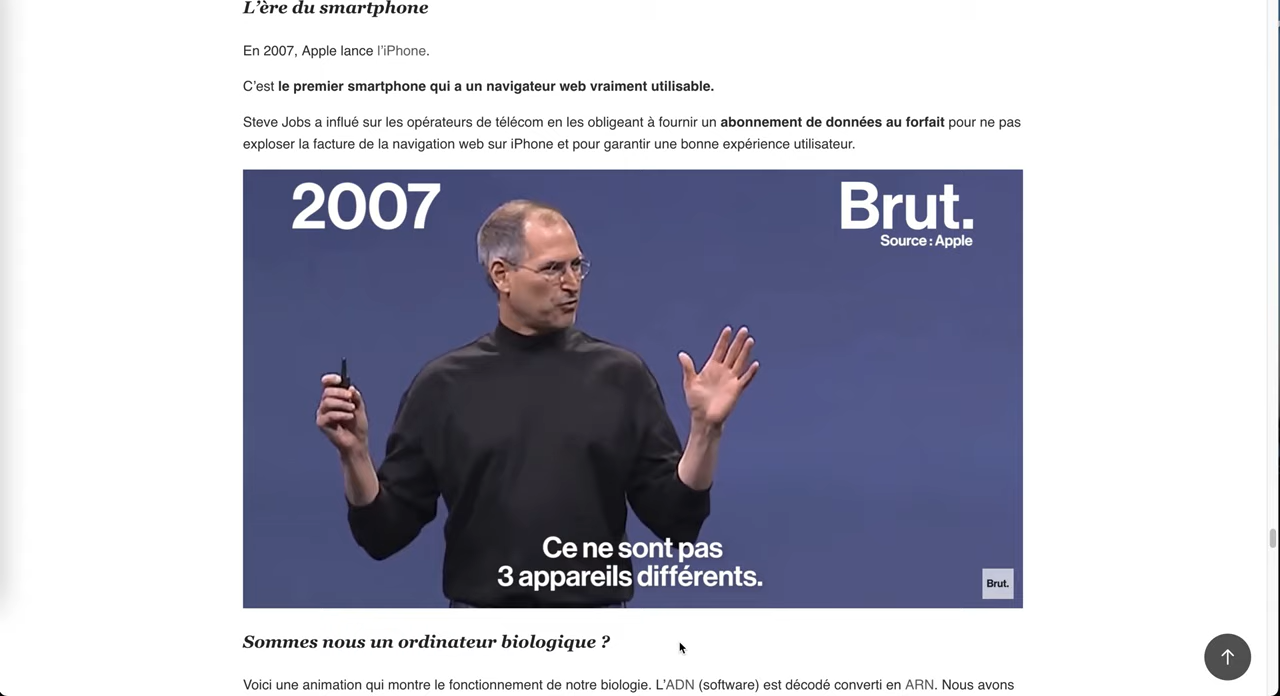 L’ère du smartphone
En 2007, Apple lance l’iPhone.
C’est le premier smartphone qui a un navigateur web vraiment utilisable.
Steve Jobs a influé sur les opérateurs de télécom en les obligeant à fournir un abonnement de données au forfait pour ne pas
exploser la facture de la navigation web sur iPhone et pour garantir une bonne expérience utilisateur.
2007
Brut.
Source : Apple
Ce ne sont pas
3 appareils différents.
Brut.
Sommes nous un ordinateur biologique ?
Voici une animation qui montre le fonctionnement de notre biologie. L’ADN (software) est décodé converti en ARN. Nous avons